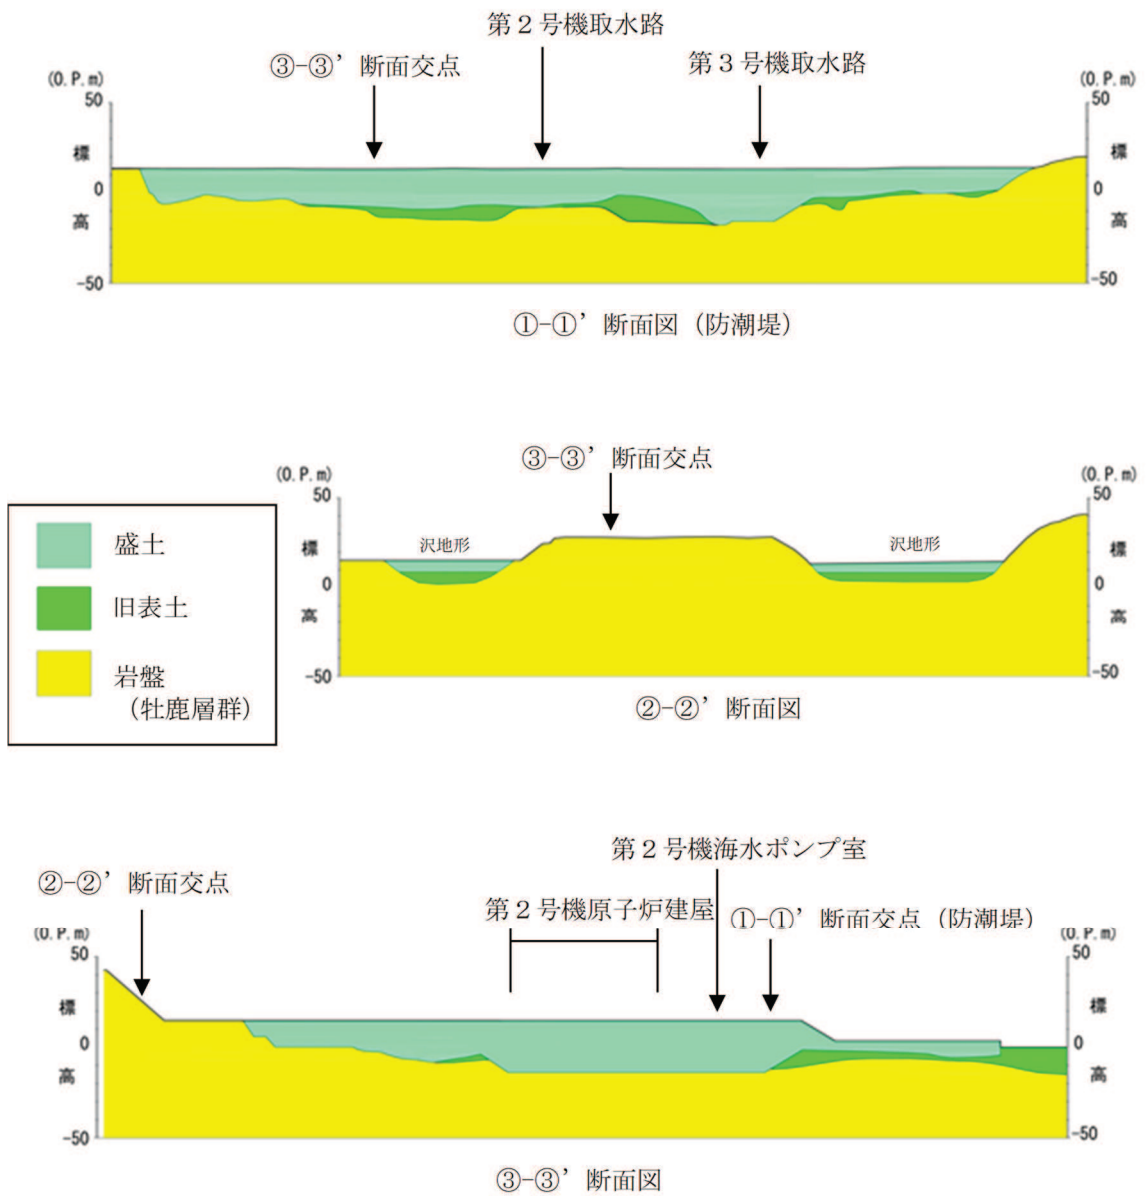 第2号機取水路
③-③’断面交点
第3号機取水路
(O.P.m)
50
標
0
高
-50
(O.P.m)
50
標
0
高
-50
①-①’断面図（防潮堤）
③-③’断面交点
(O.P.m)
50
標
0
高
-50
沢地形
沢地形
(O.P.m)
50
標
0
高
-50
盛土
旧表土
岩盤
（牡鹿層群）
②-②’断面図
第2号機海水ポンプ室
②-②’断面交点
第2号機原子炉建屋
①-①’断面交点（防潮堤）
(O.P.m)
50
標
0
高
-50
(O.P.m)
50
標
0
高
-50
③-③’断面図